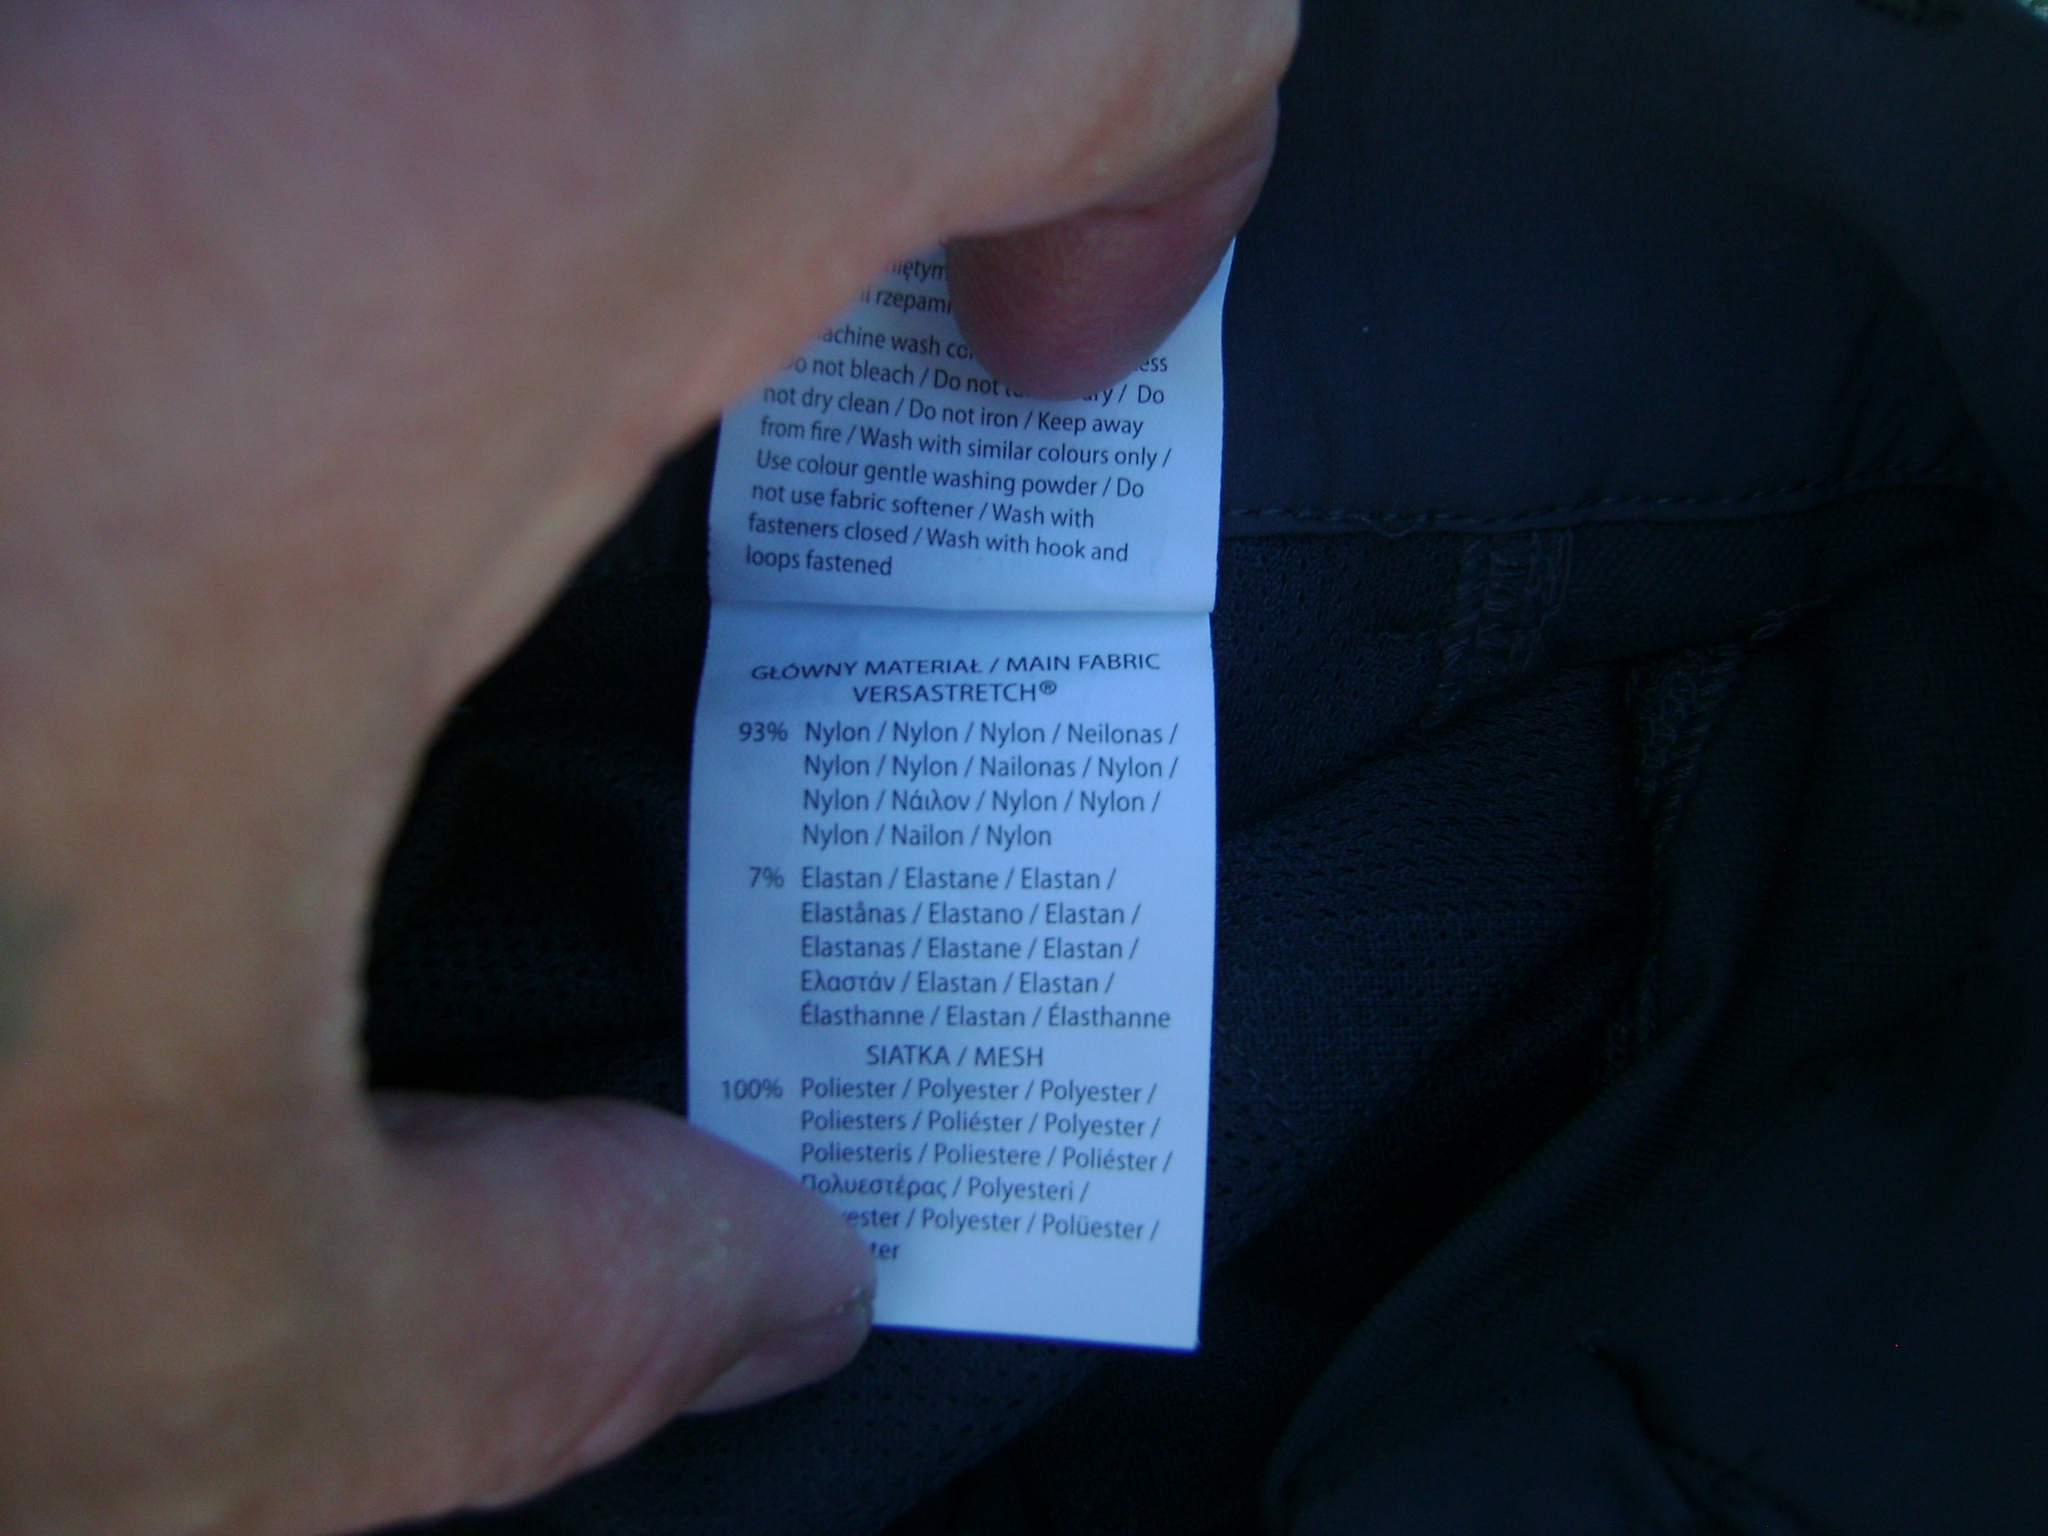 rzepami
wash
not bleach / Do not / Do
not dry clean / Do not iron / Keep away
from fire / Wash with similar colours only /
Use colour gentle washing powder / Do
not use fabric softener / Wash with
fasteners closed / Wash with hook and
loops fastened
GŁÓWNY MATERIAŁ / MAIN FABRIC
VERSASTRETCH®
93% Nylon / Nylon / Nylon / Neilonas /
Nylon / Nylon / Nailonas / Nylon /
Nylon / Νάιλον / Nylon / Nylon /
Nylon / Nailon / Nylon
7% Elastan / Elastane / Elastan /
Elastânas / Elastano / Elastan /
Elastanas / Elastane / Elastan /
Ελαστάν / Elastan / Elastan /
Élasthanne / Elastan / Élasthanne
SIATKA / MESH
100% Poliester / Polyester / Polyester /
Poliesters / Poliéster / Polyester /
Poliesteris / Poliestere / Poliéster /
Πολυεστέρας / Polyesteri /
/ Polyester / Polüester /